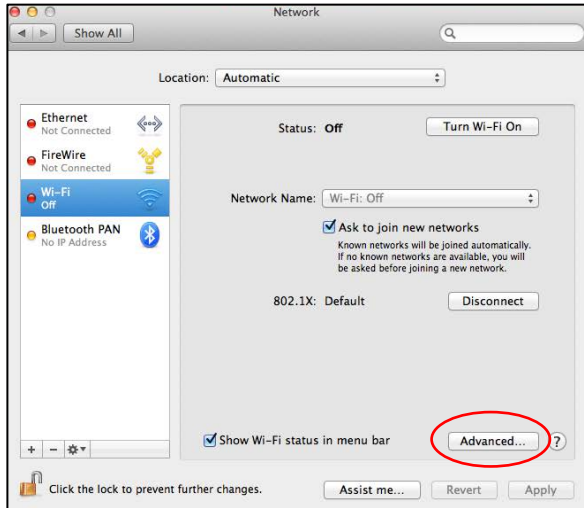 Network
Show All
Location: Automatic
Ethernet
Not Connected
FireWire
Not Connected
Wi-Fi
Off
Bluetooth PAN
No IP Address
Status: Off
Turn Wi-Fi On
Network Name: Wi-Fi: Off
Ask to join new networks
Known networks will be joined automatically.
If no known networks are available, you will
be asked before joining a new network.
802.1X: Default
Disconnect
Show Wi-Fi status in menu bar
Advanced...
?
Click the lock to prevent further changes.
Assist me...
Revert
Apply